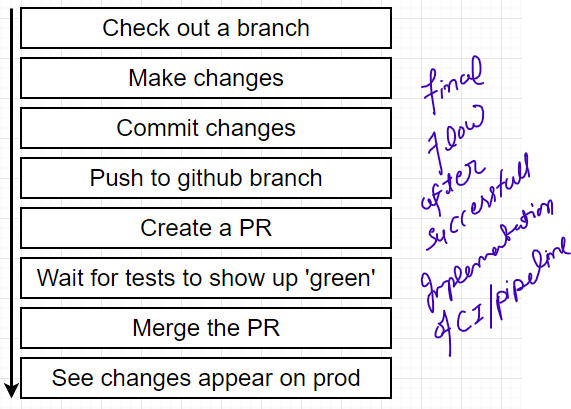 Check out a branch
Make changes
Commit changes
Push to github branch
Create a PR
Wait for tests to show up 'green'
Merge the PR
See changes appear on prod
final
flow
after
successfull
Implementation
of CI/pipeline